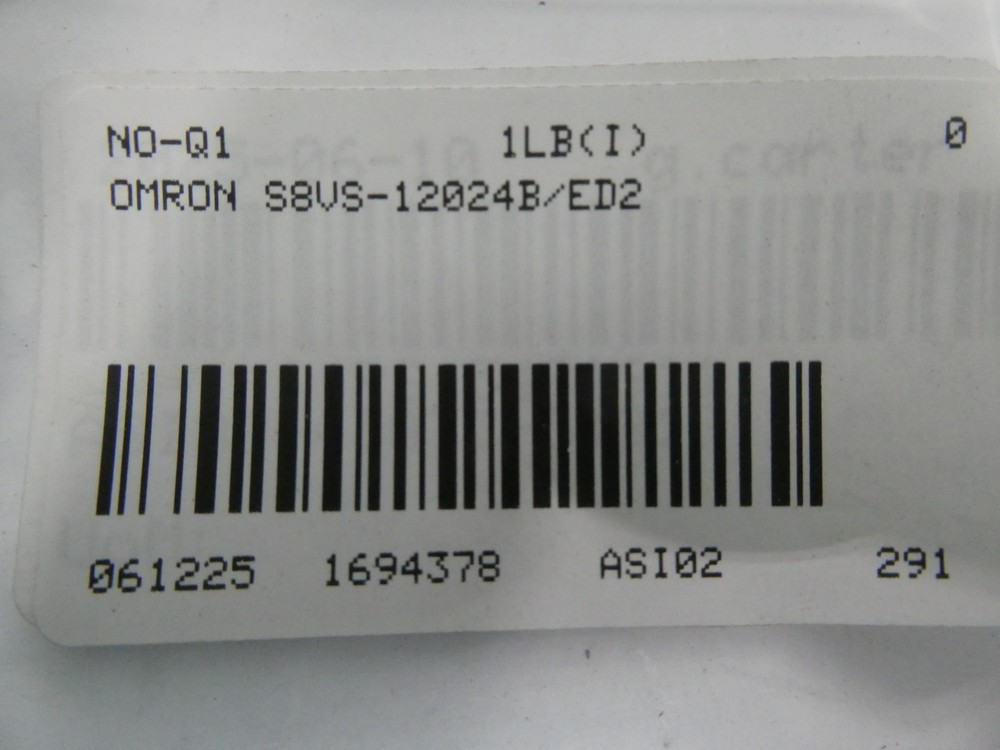 NO-Q1 1LB(I) 0
OMRON S8VS-12024B/ED2
061225 1694378 ASI02 291